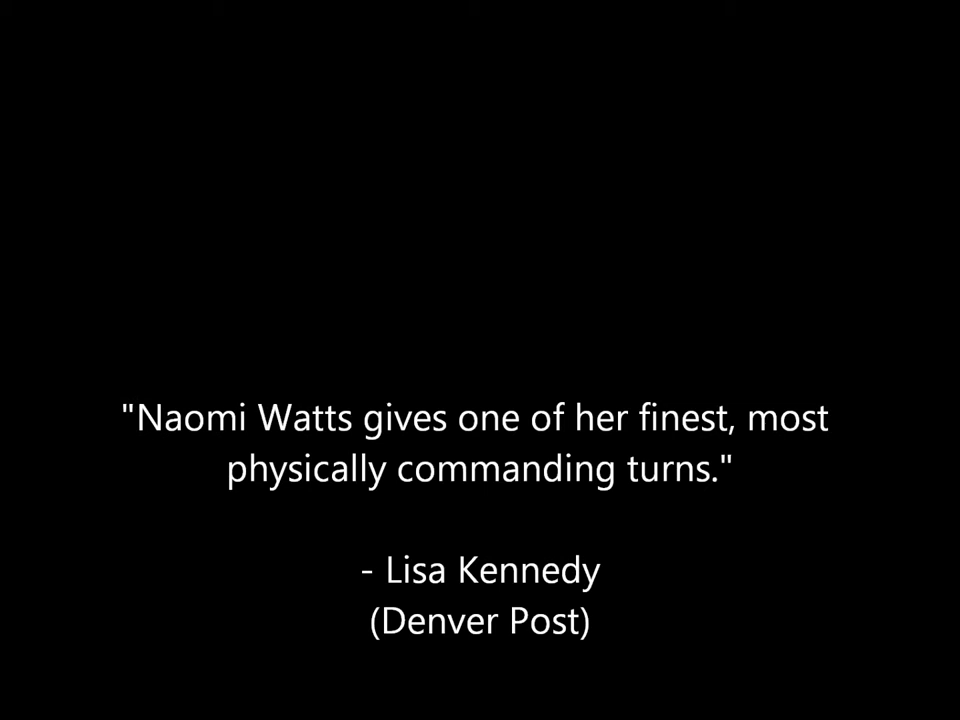 "Naomi Watts gives one of her finest, most
physically commanding turns."
- Lisa Kennedy
(Denver Post)